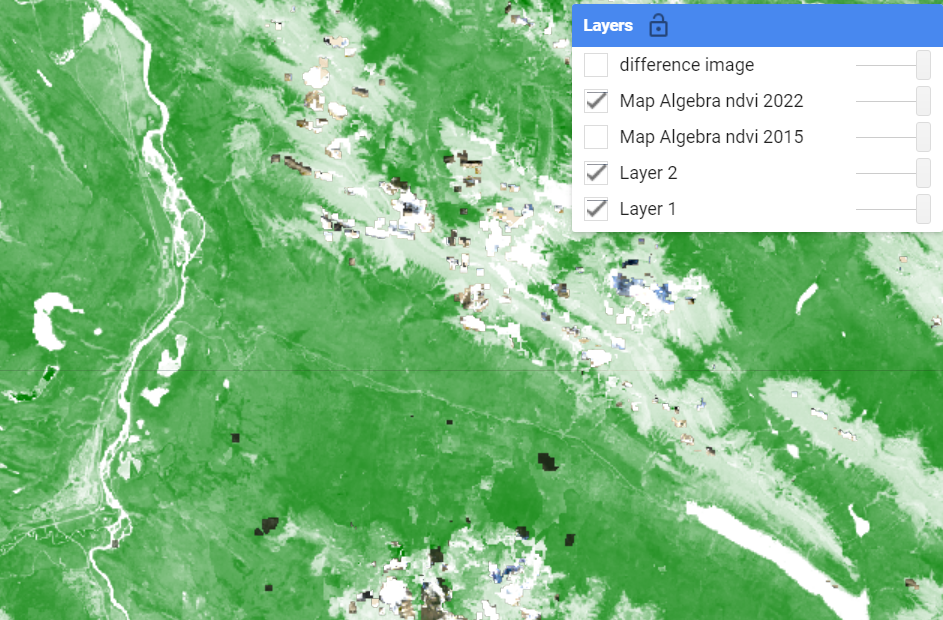 Layers
difference image
Map Algebra ndvi 2022
Map Algebra ndvi 2015
Layer 2
Layer 1